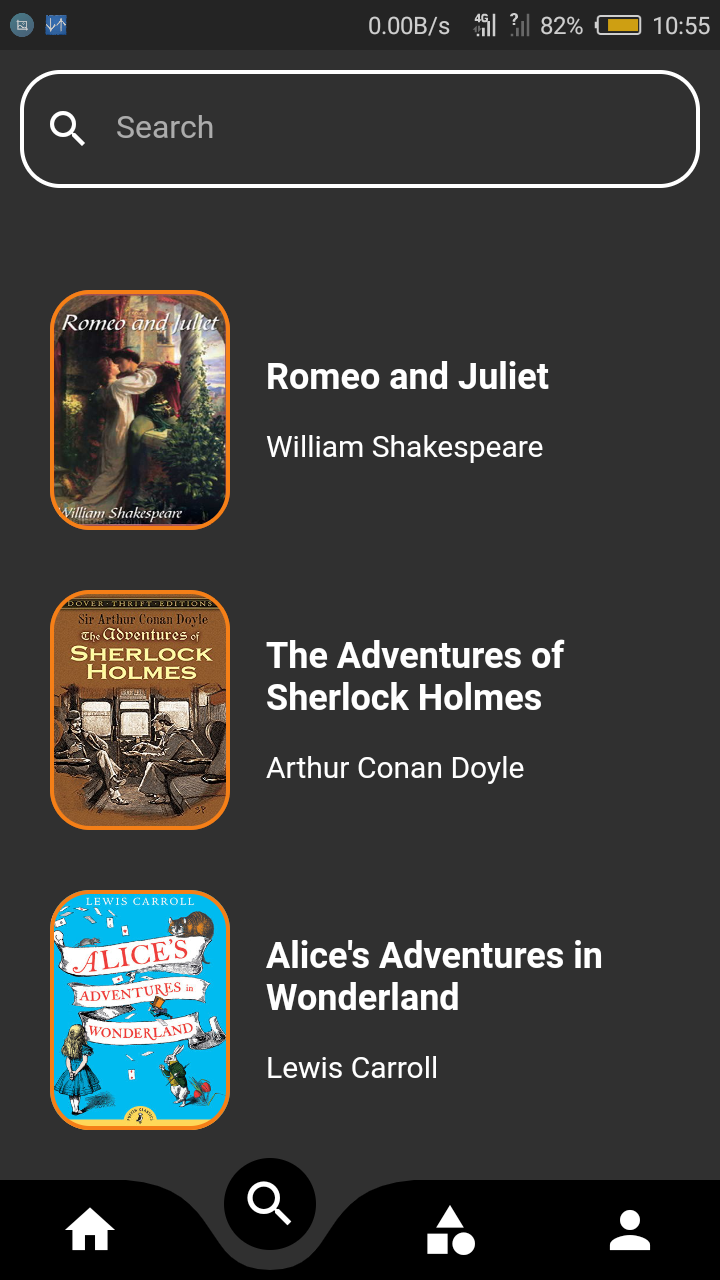 0.00B/s 4G ? 82% 10:55
Search
Romeo and Juliet
William Shakespeare
Romeo and Juliet
William Shakespeare
DOVER · THRIFT · EDITIONS
Sir Arthur Conan Doyle
The Adventures of
SHERLOCK
HOLMES
The Adventures of
Sherlock Holmes
Arthur Conan Doyle
LEWIS CARROLL
ALICE'S
ADVENTURES in
WONDERLAND
Alice's Adventures in
Wonderland
Lewis Carroll